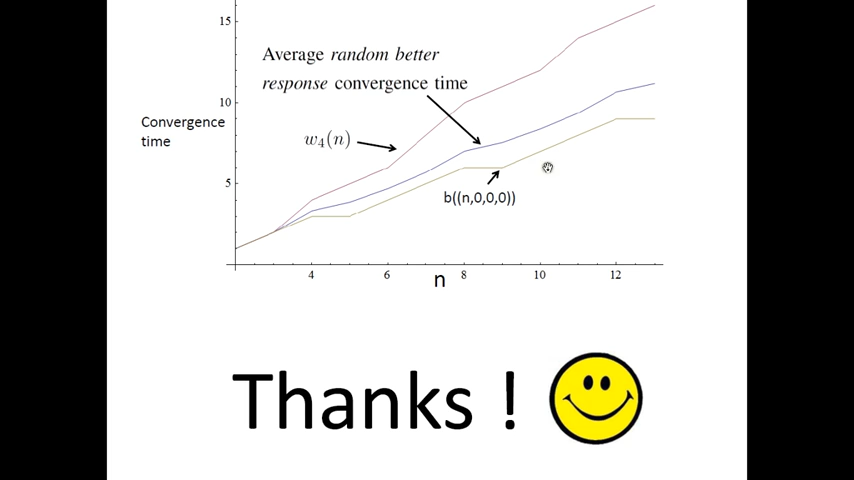 15
Average random better
response convergence time
10
Convergence
time
w₄(n)
5
b((n,0,0,0))
4
6
8
10
12
n
Thanks !